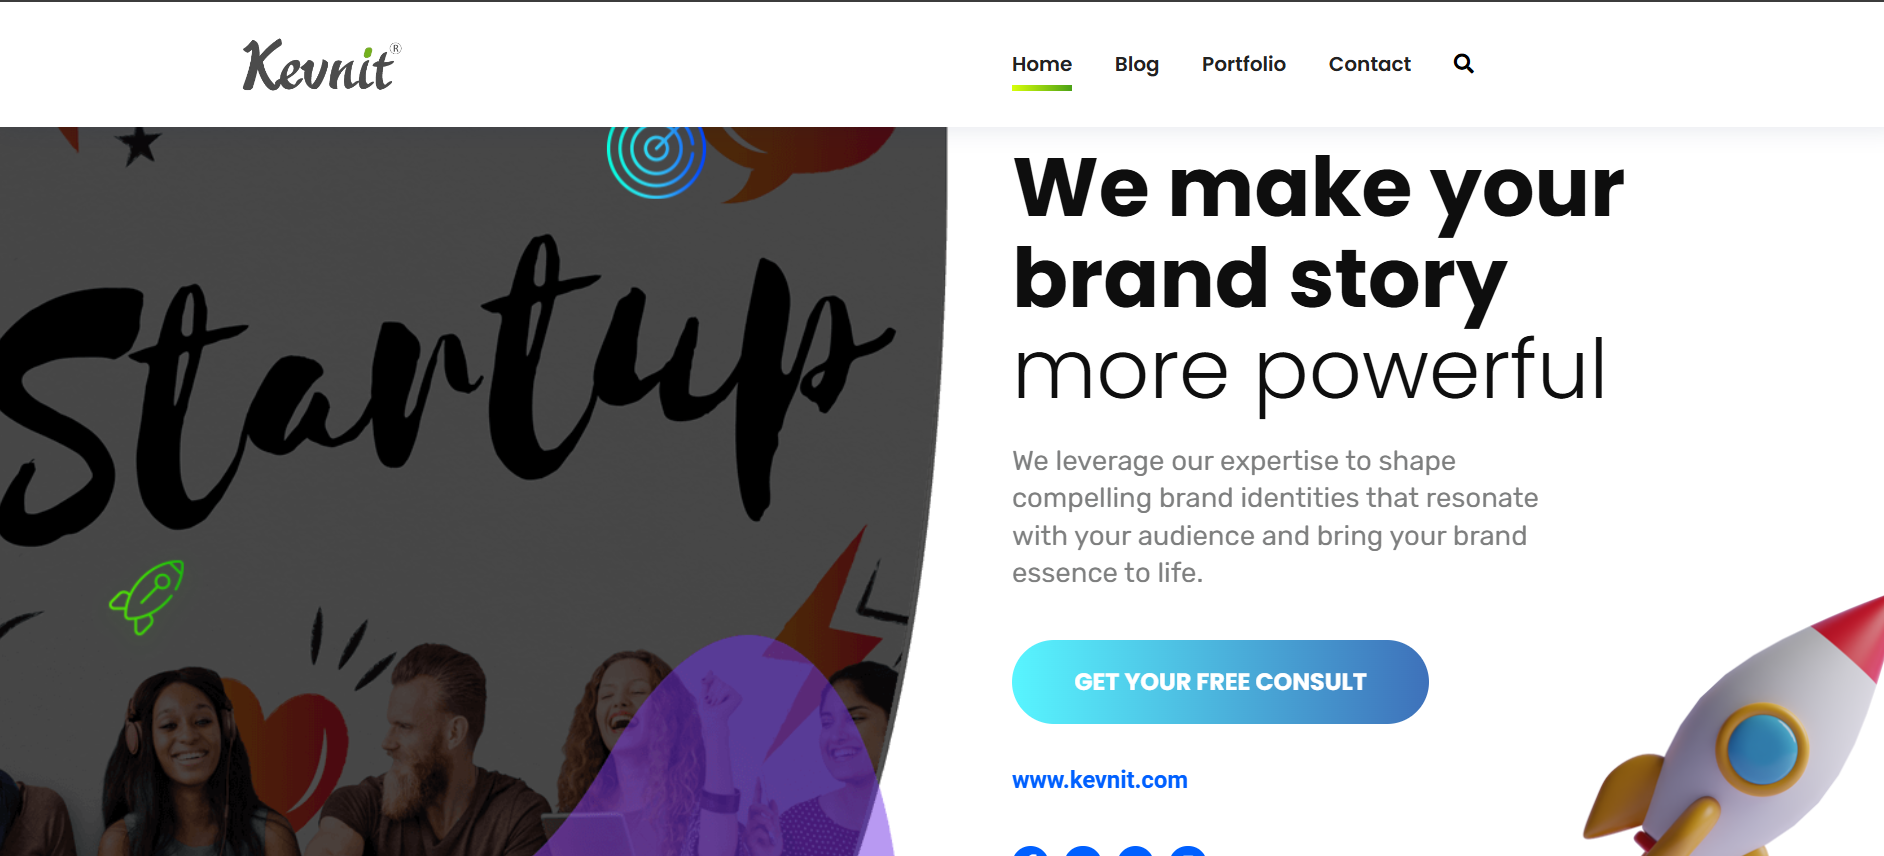 Kevnit®
Home Blog Portfolio Contact
Startup
We make your
brand story
more powerful
We leverage our expertise to shape
compelling brand identities that resonate
with your audience and bring your brand
essence to life.
GET YOUR FREE CONSULT
www.kevnit.com